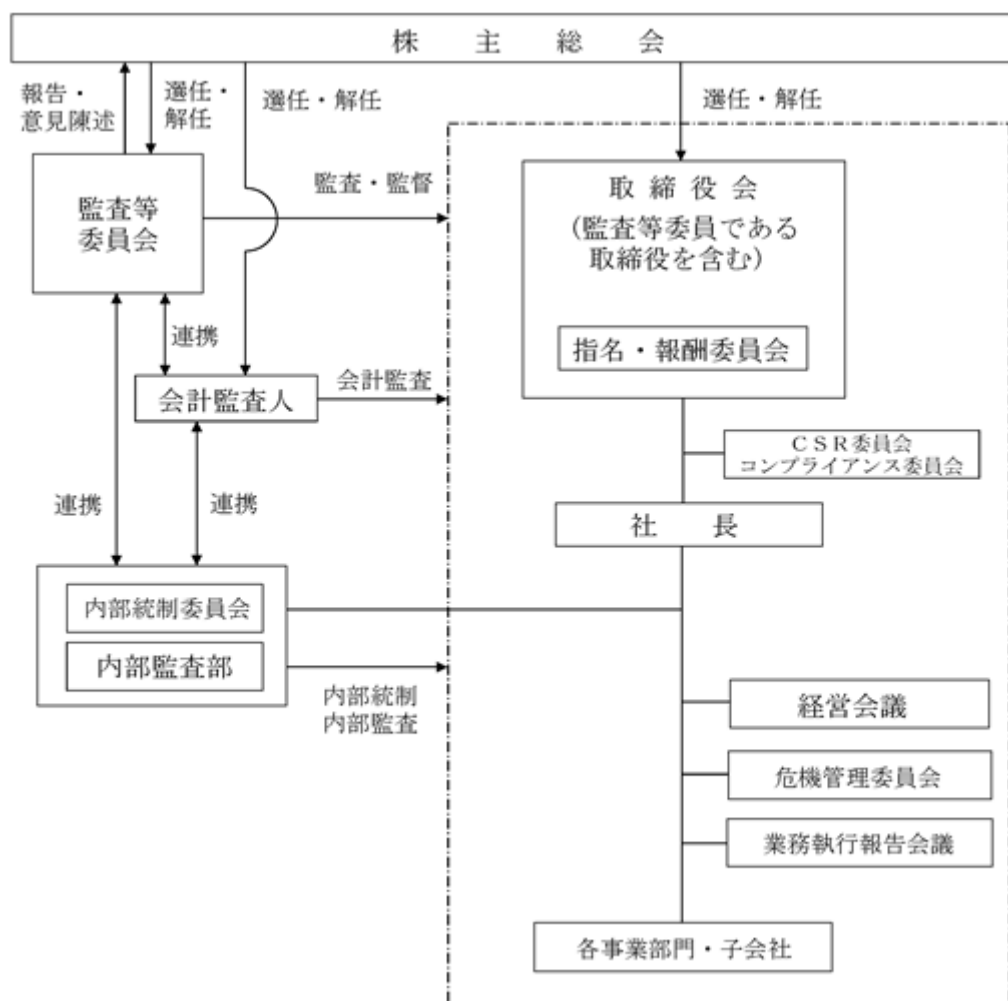 株主総会
報告・
意見陳述
選任・
解任
選任・解任
選任・解任
監査等
委員会
監査・監督
取締役会
(監査等委員である
取締役を含む)
指名・報酬委員会
連携
会計監査人
会計監査
CSR委員会
コンプライアンス委員会
連携
連携
社長
内部統制委員会
内部監査部
内部統制
内部監査
経営会議
危機管理委員会
業務執行報告会議
各事業部門・子会社